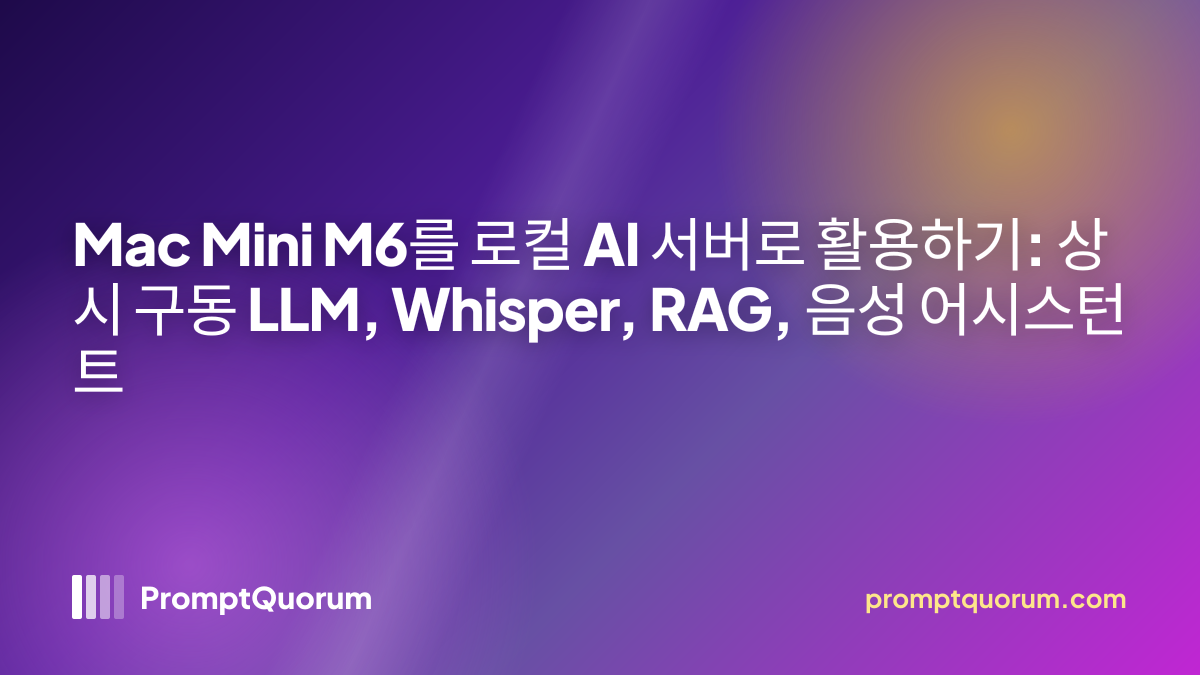 Mac Mini M6를 로컬 AI 서버로 활용하기: 상
시 구동 LLM, Whisper, RAG, 음성 어시스턴
트
PromptQuorum
promptquorum.com